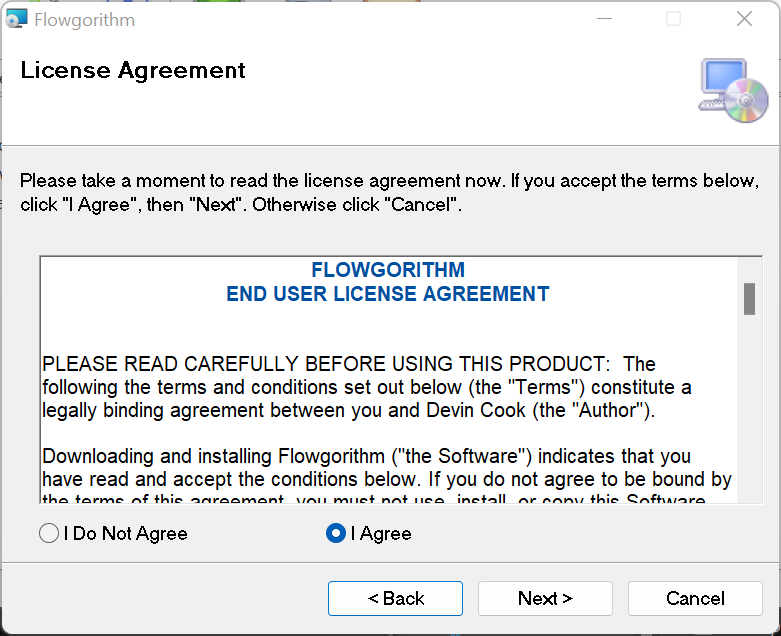 Flowgorithm
License Agreement
Please take a moment to read the license agreement now. If you accept the terms below,
click "I Agree", then "Next". Otherwise click "Cancel".
FLOWGORITHM
END USER LICENSE AGREEMENT
PLEASE READ CAREFULLY BEFORE USING THIS PRODUCT:  The
following the terms and conditions set out below (the "Terms") constitute a
legally binding agreement between you and Devin Cook (the "Author").
Downloading and installing Flowgorithm ("the Software") indicates that you
have read and accept the conditions below. If you do not agree to be bound by
the terms of this agreement, you must not use, install, or copy this Software
I Do Not Agree
I Agree
< Back
Next >
Cancel